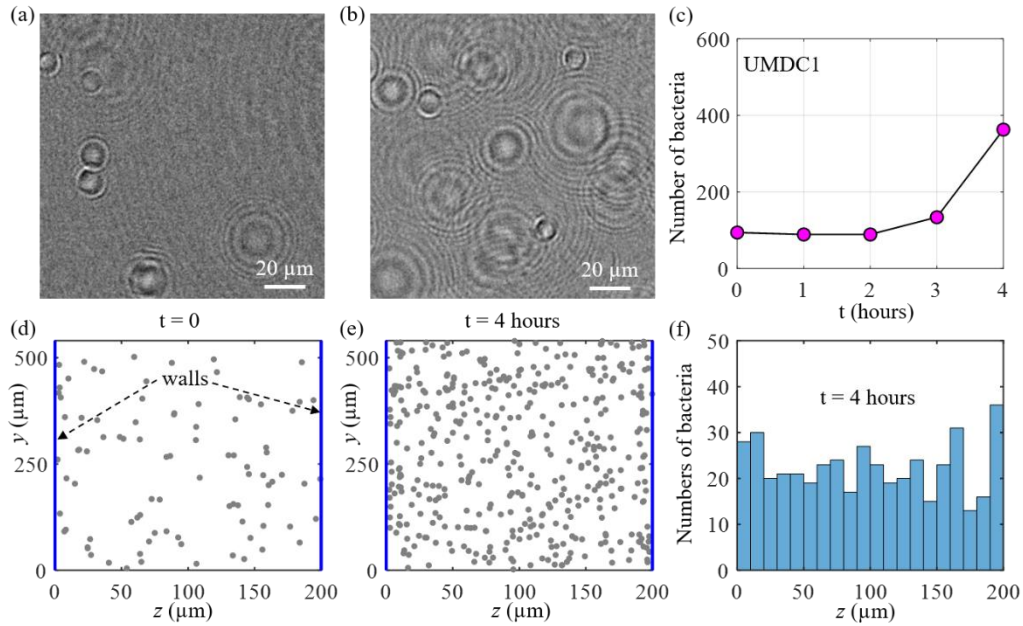 (a)
20 µm
(b)
20 µm
(c)
UMDC1
Number of bacteria
600
400
200
0
0 1 2 3 4
t (hours)
(d)
t = 0
walls
y (µm)
500
250
0
0 50 100 150 200
z (µm)
(e)
t = 4 hours
y (µm)
500
250
0
0 50 100 150 200
z (µm)
(f)
t = 4 hours
Numbers of bacteria
50
40
30
20
10
0
0 50 100 150 200
z (µm)